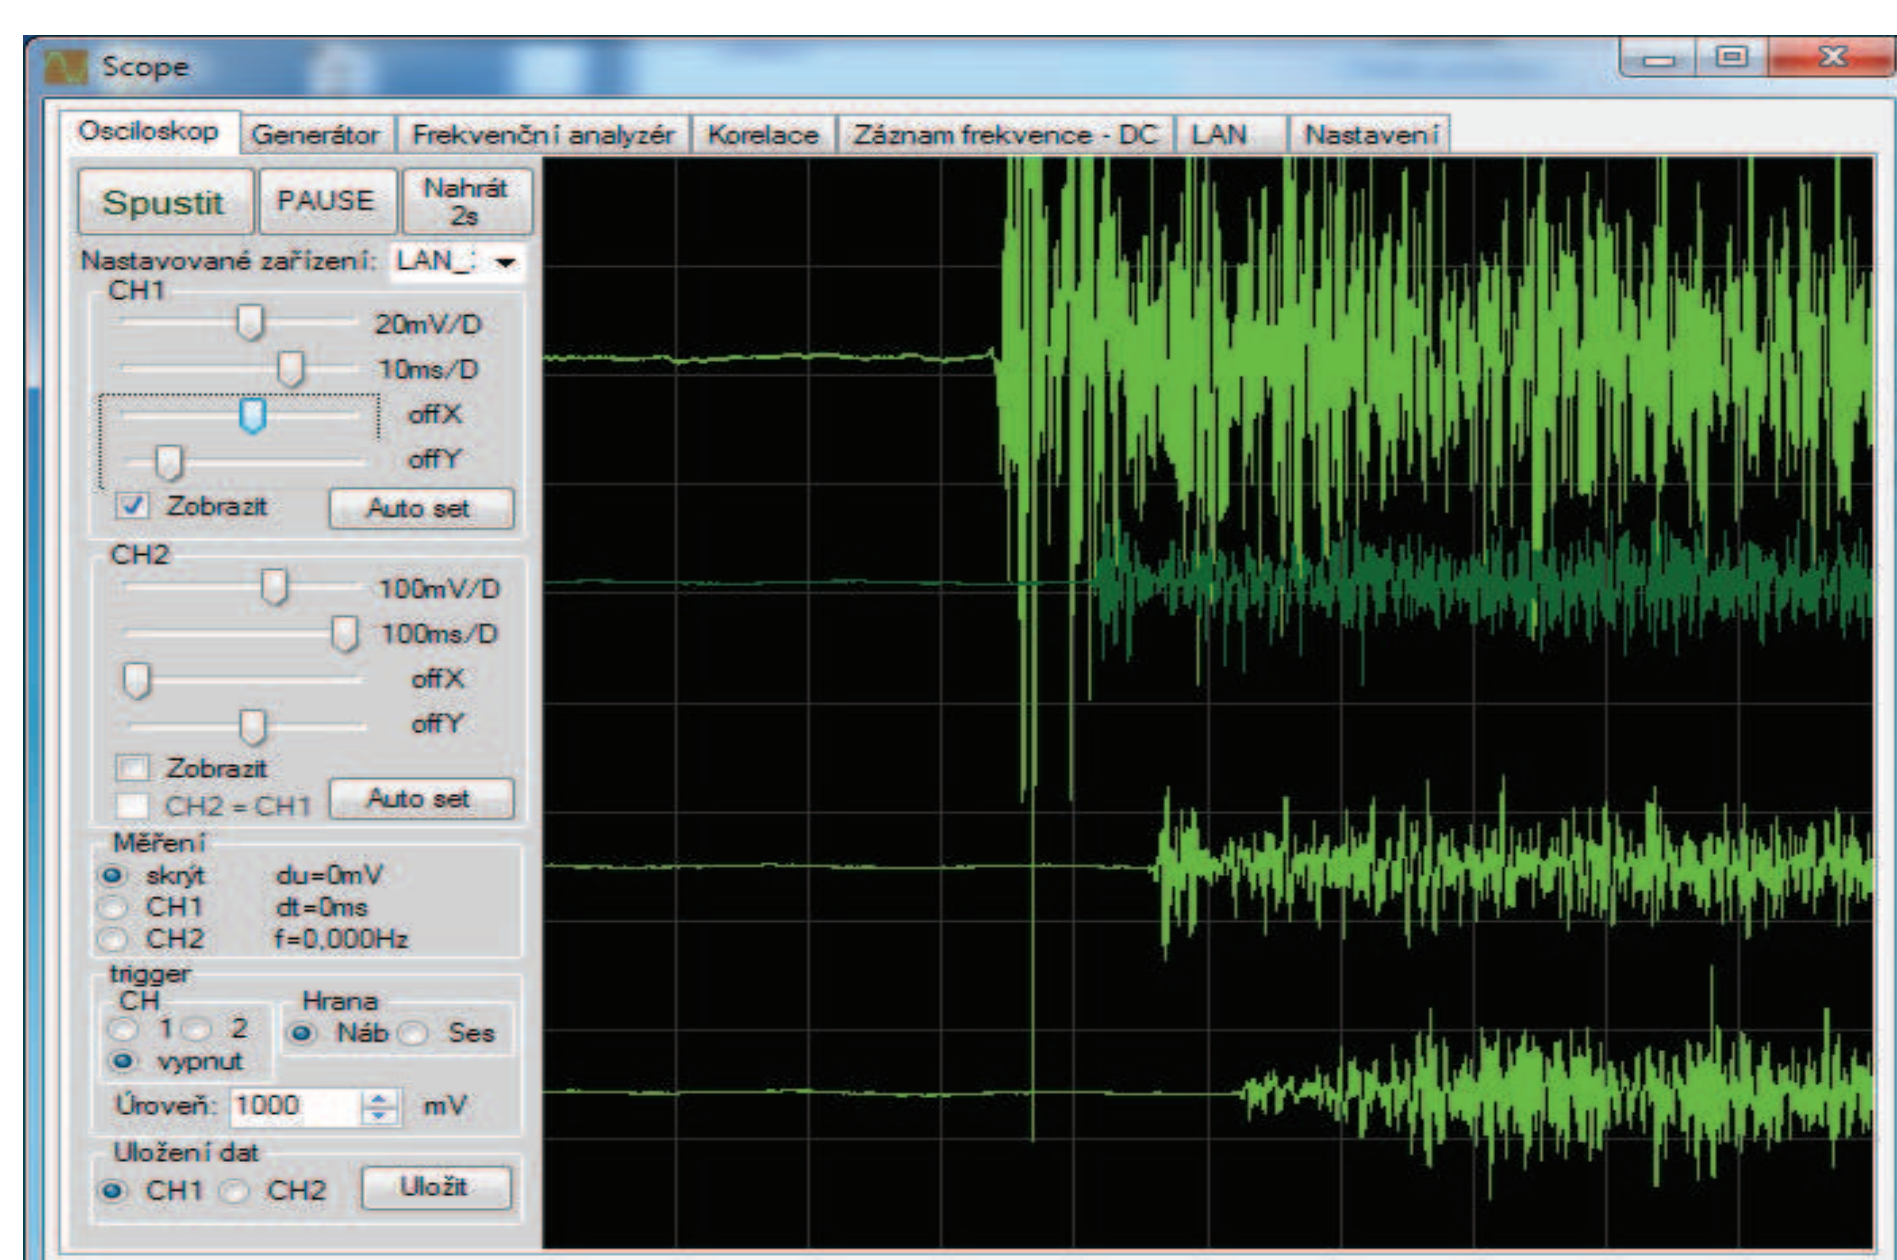 Scope
Osciloskop Generátor Frekvenční analyzér Korelace Záznam frekvence - DC LAN Nastavení
Spustit PAUSE Nahrát
2s
Nastavované zařízení: LAN_:
CH1
20mV/D
10ms/D
offX
offY
Zobrazit Auto set
CH2
100mV/D
100ms/D
offX
offY
Zobrazit
CH2 = CH1 Auto set
Měření
skrýt du=0mV
CH1 dt=0ms
CH2 f=0,000Hz
trigger
CH Hrana
1 2 Náb Ses
vypnut
Úroveň: 1000 mV
Uložení dat
CH1 CH2 Uložit